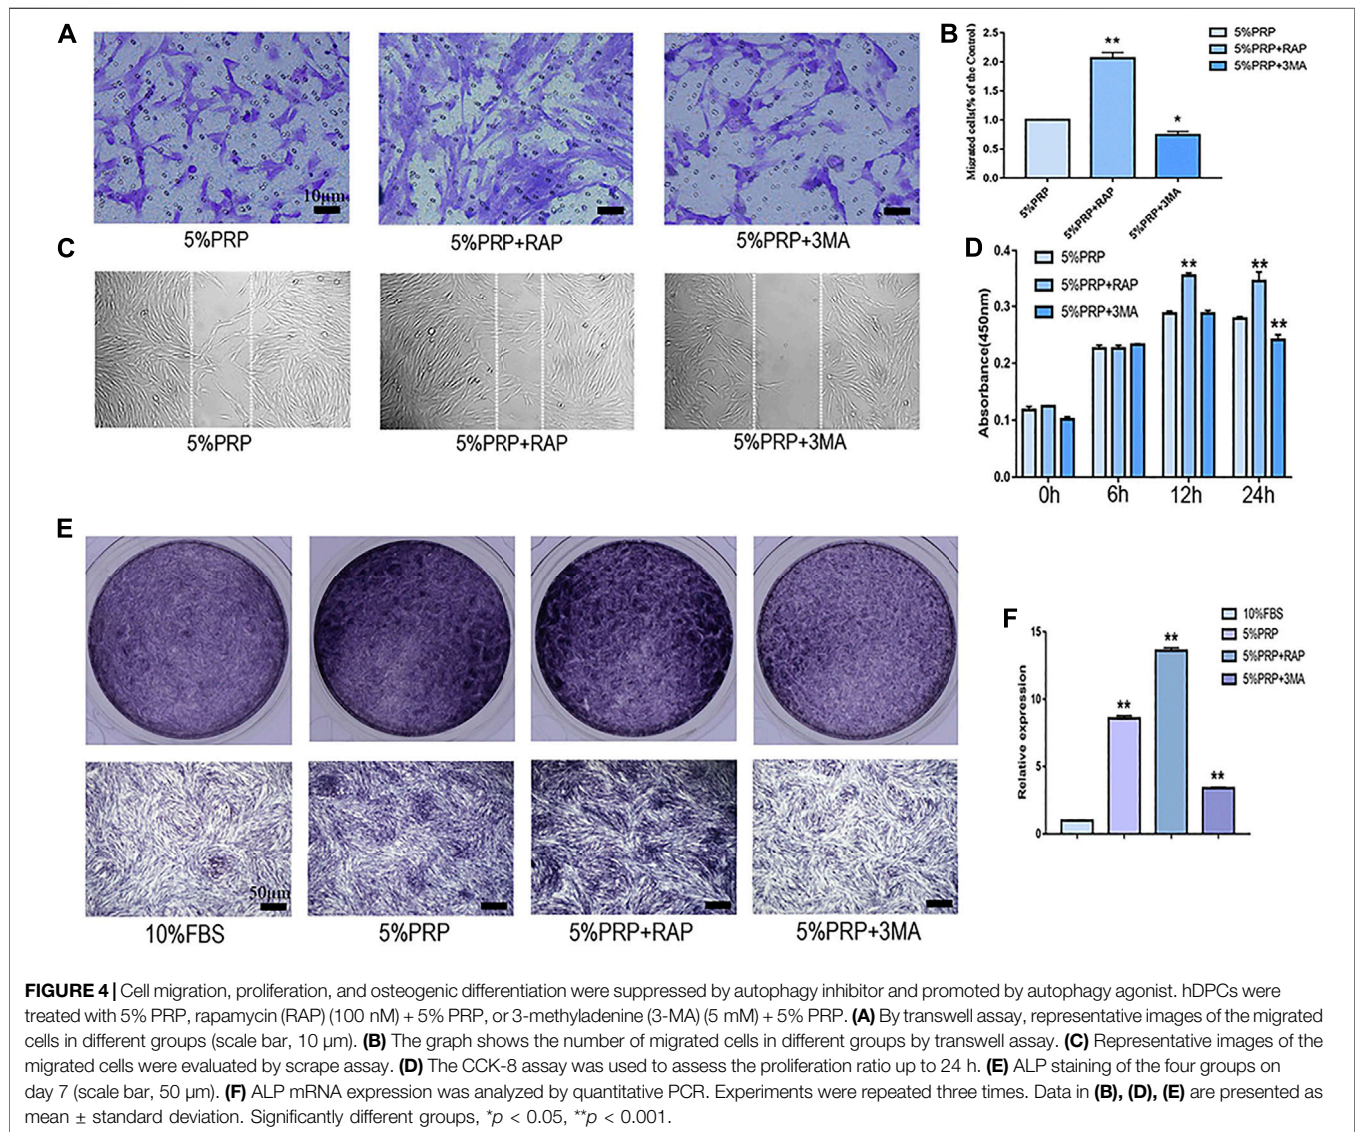 A
10µm
5%PRP
5%PRP+RAP
5%PRP+3MA
B
Migrated cells(% of the Control)
2.5
2.0
1.5
1.0
0.5
0.0
**
*
5%PRP
5%PRP+RAP
5%PRP+3MA
5%PRP
5%PRP+RAP
5%PRP+3MA
C
5%PRP
5%PRP+RAP
5%PRP+3MA
D
Absorbance(450nm)
0.4
0.3
0.2
0.1
0.0
5%PRP
5%PRP+RAP
5%PRP+3MA
**
**
**
0h
6h
12h
24h
E
50µm
10%FBS
5%PRP
5%PRP+RAP
5%PRP+3MA
F
Relative expression
15
10
5
0
**
**
**
10%FBS
5%PRP
5%PRP+RAP
5%PRP+3MA
FIGURE 4 | Cell migration, proliferation, and osteogenic differentiation were suppressed by autophagy inhibitor and promoted by autophagy agonist. hDPCs were
treated with 5% PRP, rapamycin (RAP) (100 nM) + 5% PRP, or 3-methyladenine (3-MA) (5 mM) + 5% PRP. (A) By transwell assay, representative images of the migrated
cells in different groups (scale bar, 10 µm). (B) The graph shows the number of migrated cells in different groups by transwell assay. (C) Representative images of the
migrated cells were evaluated by scrape assay. (D) The CCK-8 assay was used to assess the proliferation ratio up to 24 h. (E) ALP staining of the four groups on
day 7 (scale bar, 50 µm). (F) ALP mRNA expression was analyzed by quantitative PCR. Experiments were repeated three times. Data in (B), (D), (E) are presented as
mean ± standard deviation. Significantly different groups, *p < 0.05, **p < 0.001.